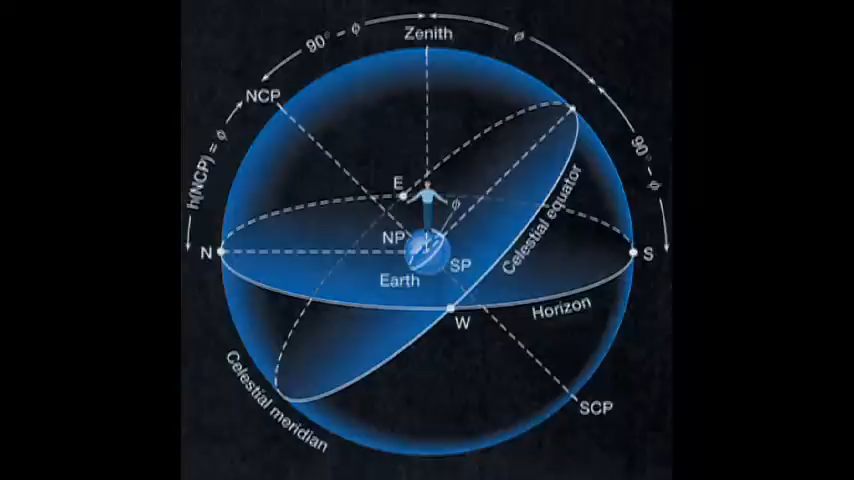 90° – ϕ
Zenith
ϕ
NCP
h(NCP) = ϕ
90° – ϕ
E
ϕ
Celestial equator
NP
N
S
SP
Earth
Horizon
W
Celestial meridian
SCP